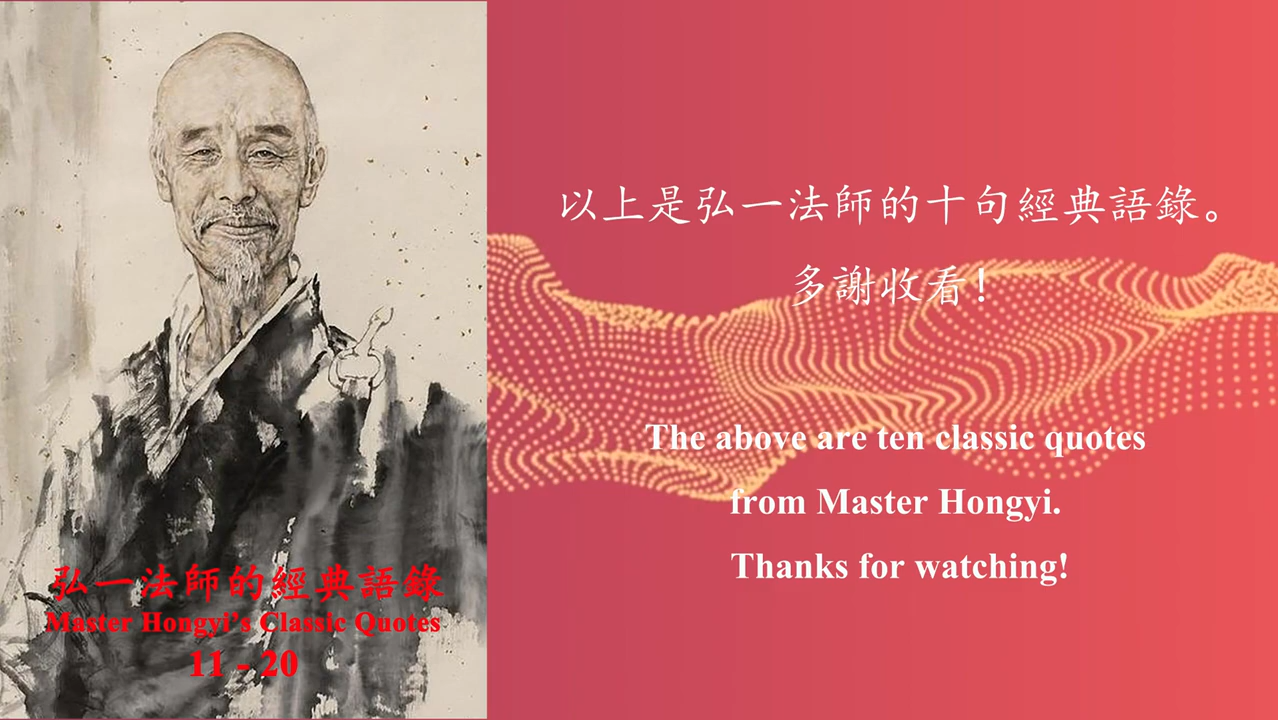 弘一法師的經典語錄
Master Hongyi's Classic Quotes
11 - 20
以上是弘一法師的十句經典語錄。
多謝收看！
The above are ten classic quotes
from Master Hongyi.
Thanks for watching!